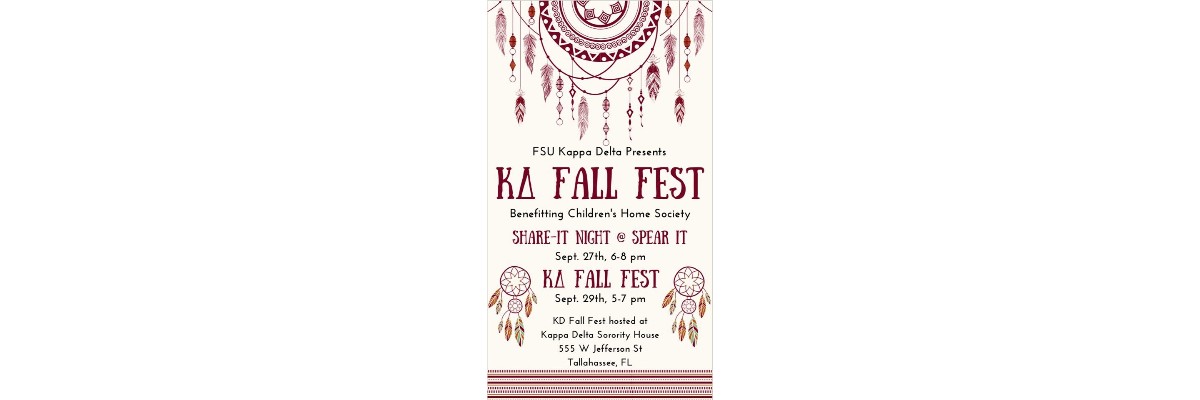 FSU Kappa Delta Presents
KΔ FALL FEST
Benefitting Children's Home Society
SHARE-IT NIGHT @ SPEAR IT
Sept. 27th, 6-8 pm
KΔ FALL FEST
Sept. 29th, 5-7 pm
KD Fall Fest hosted at
Kappa Delta Sorority House
555 W Jefferson St
Tallahassee, FL